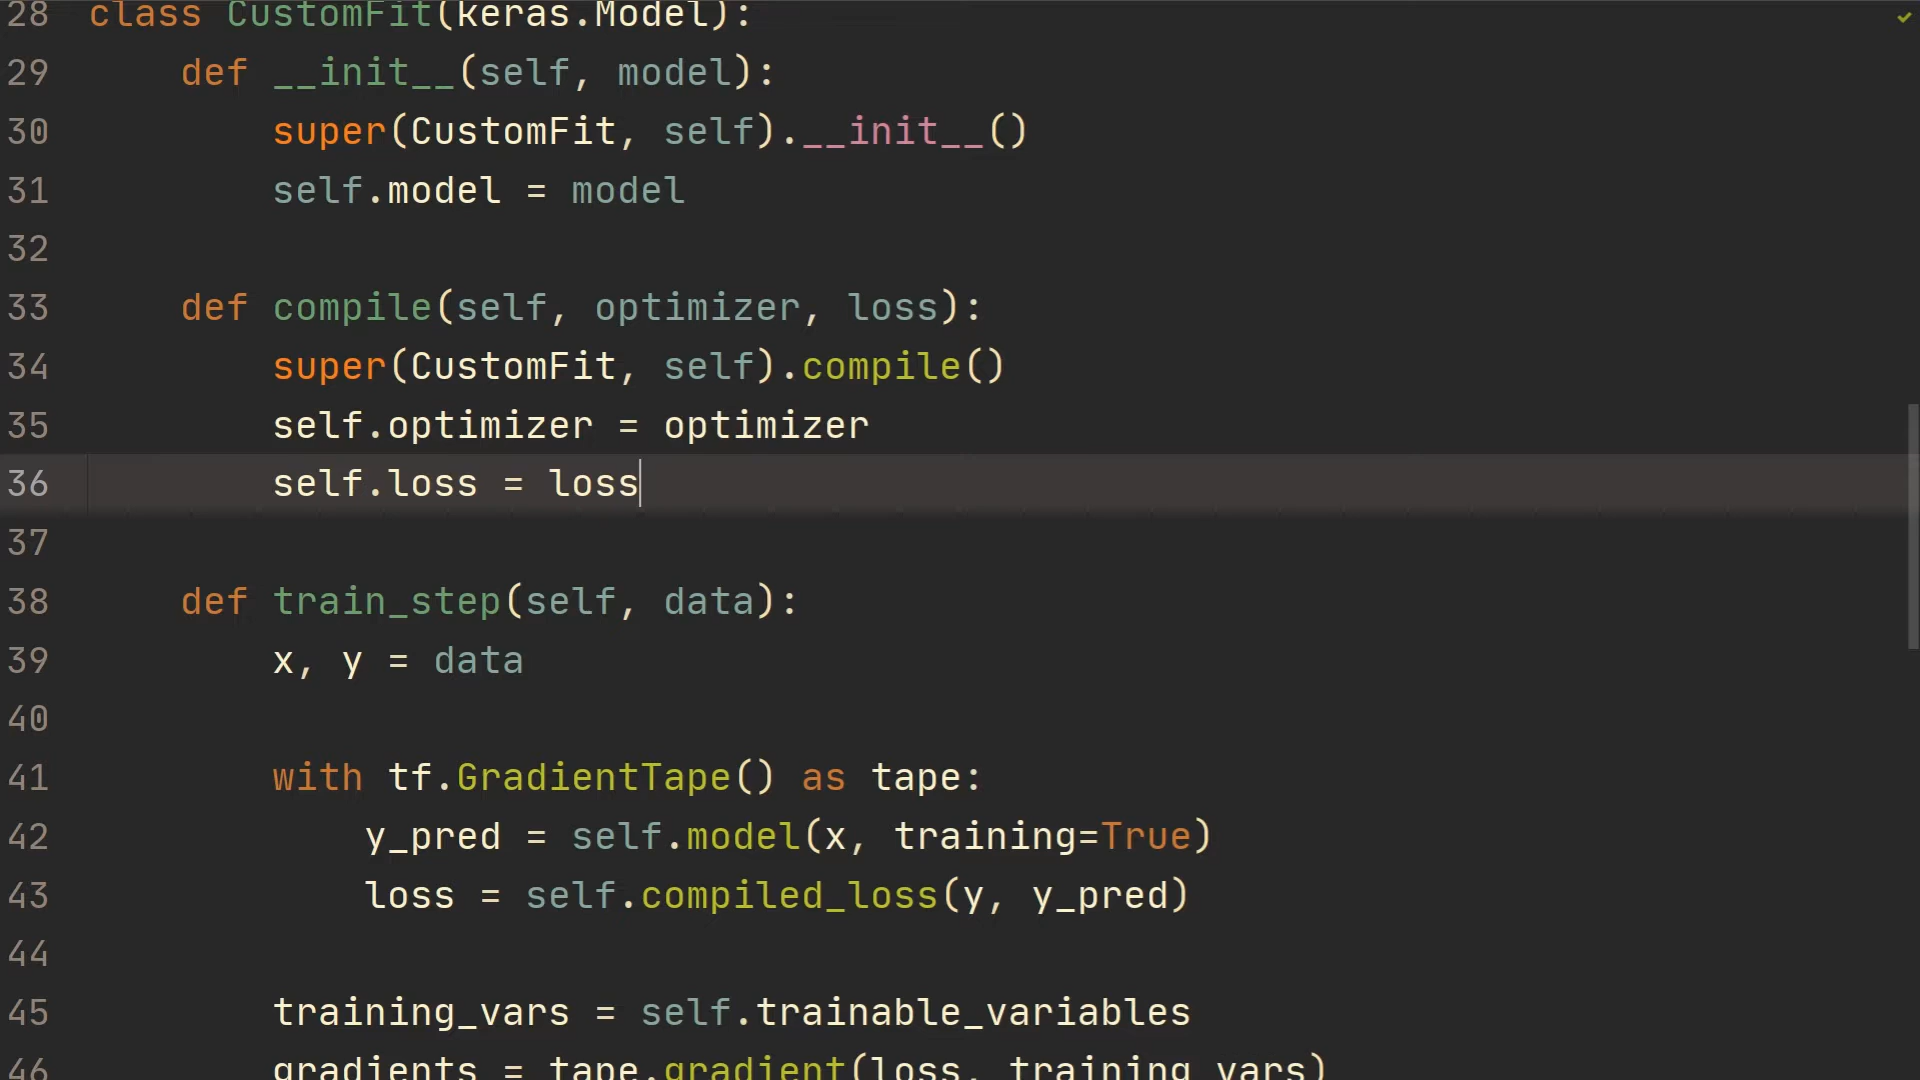 28 class CustomFit(keras.Model):
29     def __init__(self, model):
30         super(CustomFit, self).__init__()
31         self.model = model
32
33     def compile(self, optimizer, loss):
34         super(CustomFit, self).compile()
35         self.optimizer = optimizer
36         self.loss = loss
37
38     def train_step(self, data):
39         x, y = data
40
41         with tf.GradientTape() as tape:
42             y_pred = self.model(x, training=True)
43             loss = self.compiled_loss(y, y_pred)
44
45         training_vars = self.trainable_variables
46         gradients = tape.gradient(loss, training_vars)